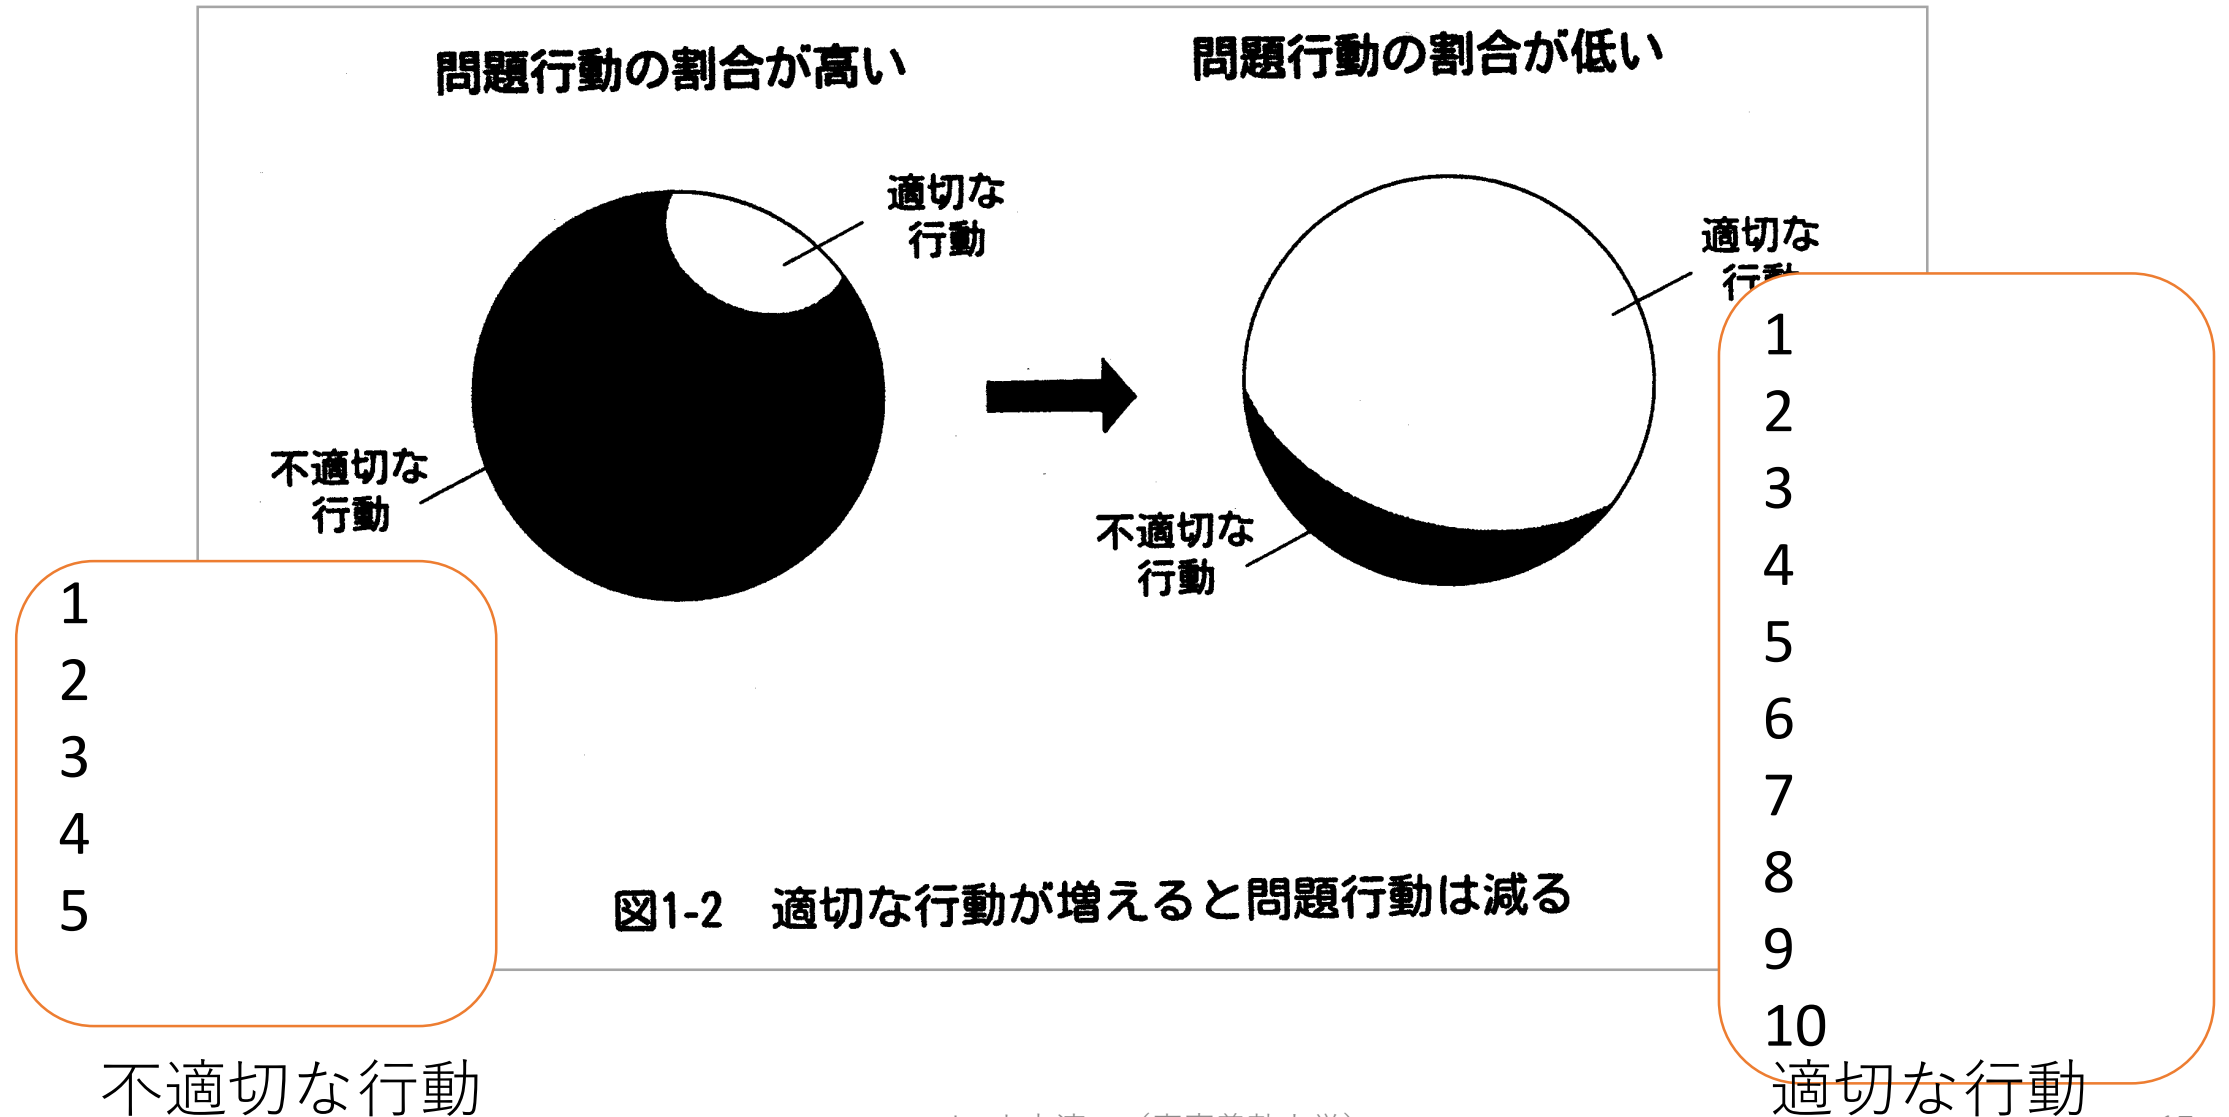 問題行動の割合が高い
問題行動の割合が低い
適切な
行動
適切な
行動
不適切な
行動
不適切な
行動
1
2
3
4
5
1
2
3
4
5
6
7
8
9
10
図1-2 適切な行動が増えると問題行動は減る
不適切な行動
適切な行動